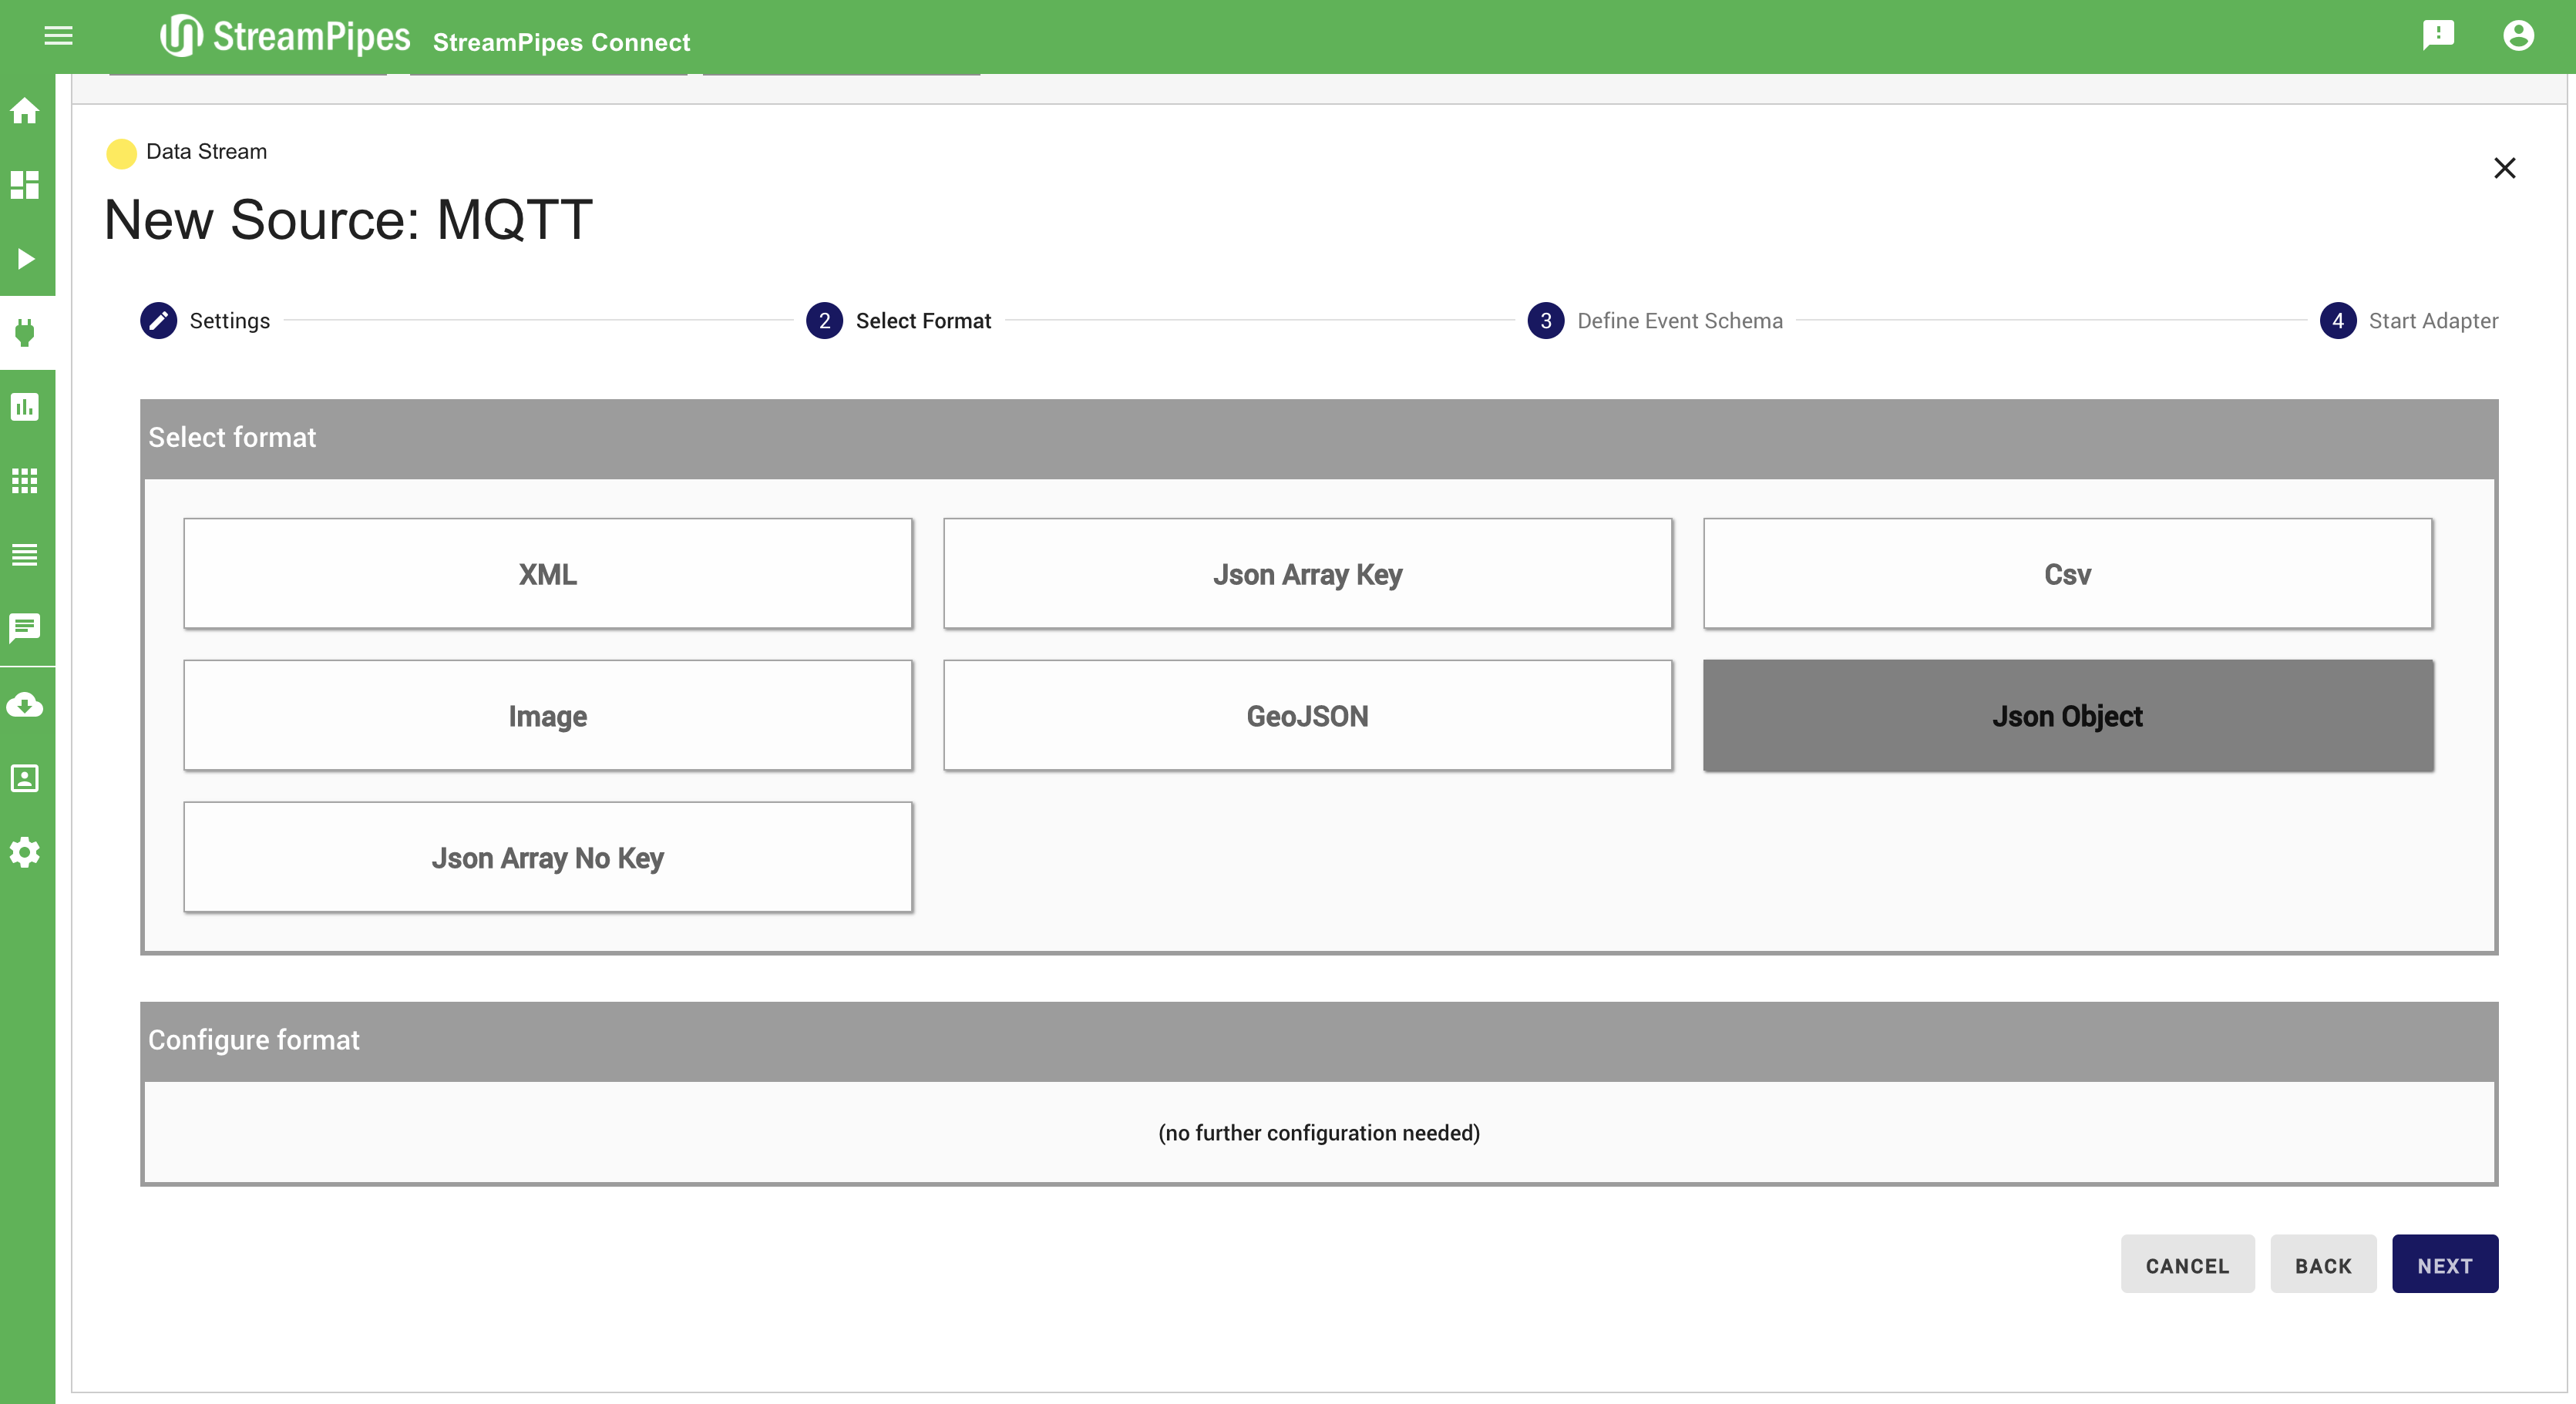 StreamPipes StreamPipes Connect
Data Stream
New Source: MQTT
Settings 2 Select Format 3 Define Event Schema 4 Start Adapter
Select format
XML Json Array Key Csv
Image GeoJSON Json Object
Json Array No Key
Configure format
(no further configuration needed)
CANCEL BACK NEXT